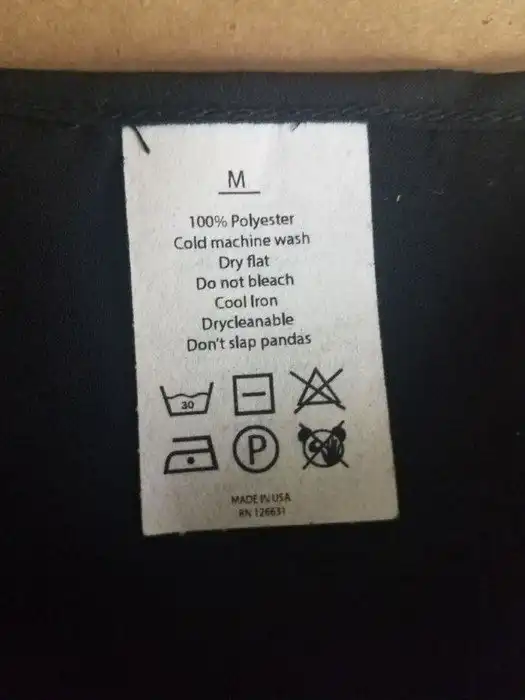 M
100% Polyester
Cold machine wash
Dry flat
Do not bleach
Cool Iron
Drycleanable
Don't slap pandas
30
P
MADE IN USA
RN 126631